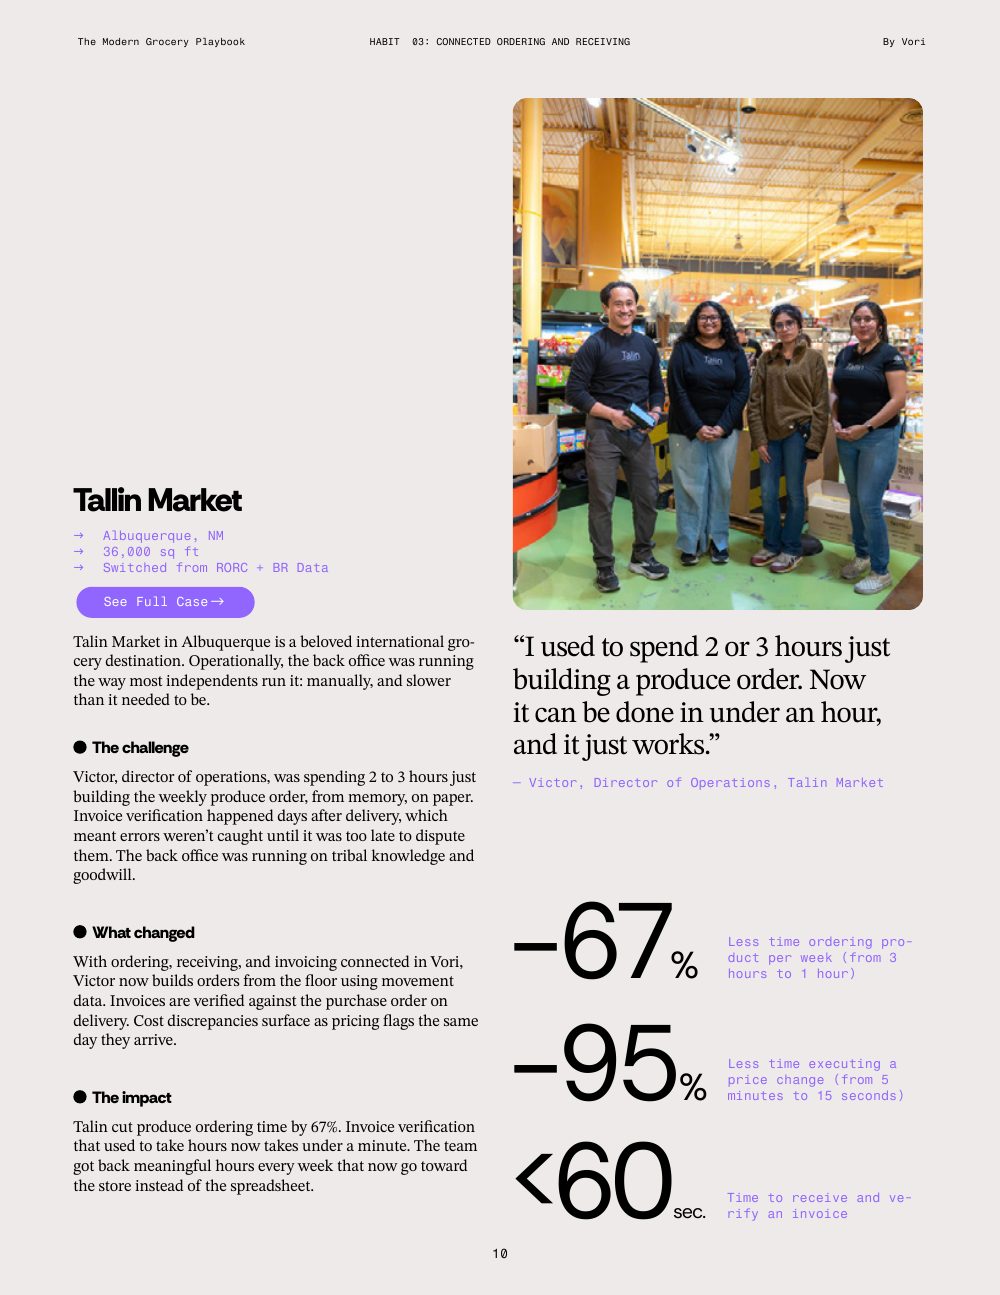 The Modern Grocery Playbook
HABIT 03: CONNECTED ORDERING AND RECEIVING
By Vori
Talin
Talin
Talin
Tallin Market
→ Albuquerque, NM
→ 36,000 sq ft
→ Switched from RORC + BR Data
See Full Case→
Talin Market in Albuquerque is a beloved international gro-
cery destination. Operationally, the back office was running
the way most independents run it: manually, and slower
than it needed to be.
● The challenge
Victor, director of operations, was spending 2 to 3 hours just
building the weekly produce order, from memory, on paper.
Invoice verification happened days after delivery, which
meant errors weren’t caught until it was too late to dispute
them. The back office was running on tribal knowledge and
goodwill.
● What changed
With ordering, receiving, and invoicing connected in Vori,
Victor now builds orders from the floor using movement
data. Invoices are verified against the purchase order on
delivery. Cost discrepancies surface as pricing flags the same
day they arrive.
● The impact
Talin cut produce ordering time by 67%. Invoice verification
that used to take hours now takes under a minute. The team
got back meaningful hours every week that now go toward
the store instead of the spreadsheet.
“I used to spend 2 or 3 hours just
building a produce order. Now
it can be done in under an hour,
and it just works.”
— Victor, Director of Operations, Talin Market
–67%
Less time ordering pro-
duct per week (from 3
hours to 1 hour)
–95%
Less time executing a
price change (from 5
minutes to 15 seconds)
<60 sec.
Time to receive and ve-
rify an invoice
10